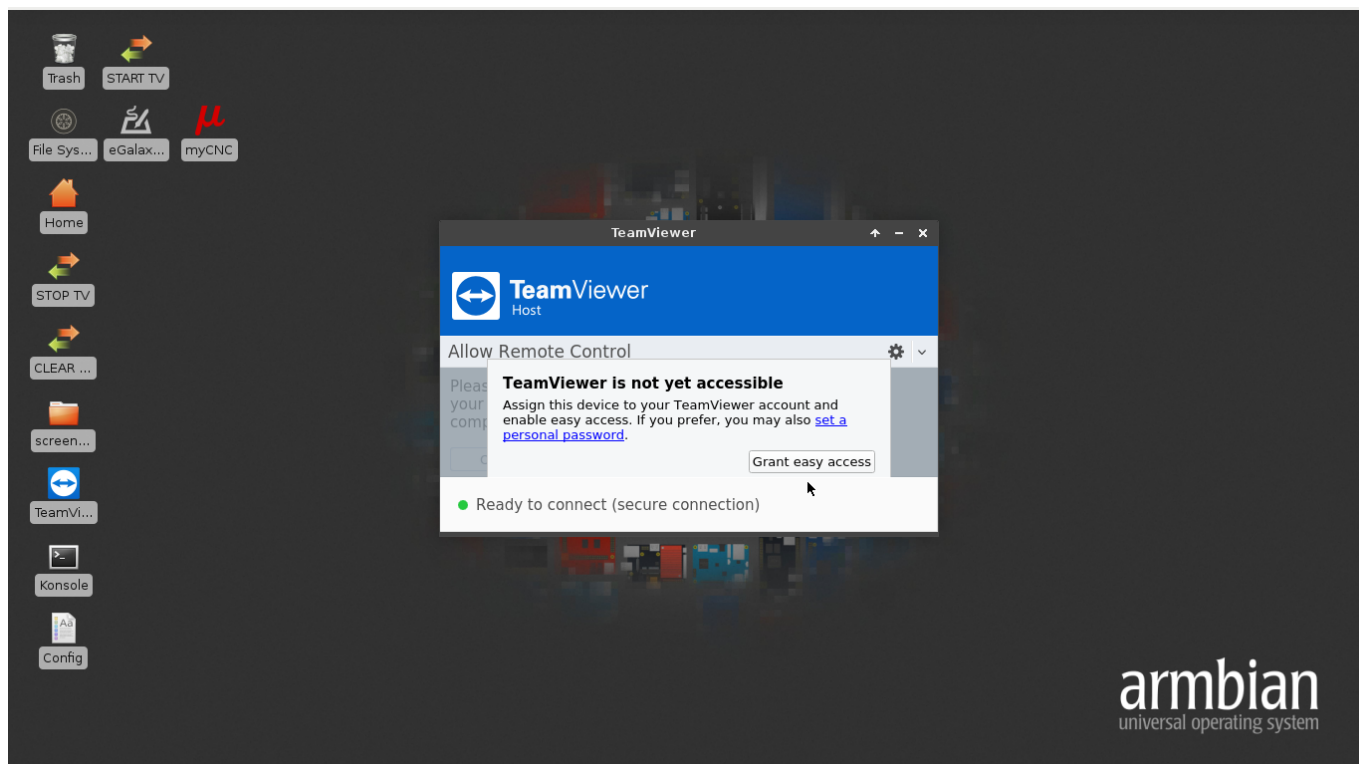 Trash
START TV
File Sys...
eGalax...
myCNC
Home
STOP TV
CLEAR ...
screen...
TeamVi...
Konsole
Config
TeamViewer
TeamViewer
Host
Allow Remote Control
Pleas
your
comp
TeamViewer is not yet accessible
Assign this device to your TeamViewer account and
enable easy access. If you prefer, you may also set a
personal password.
Grant easy access
Ready to connect (secure connection)
armbian
universal operating system